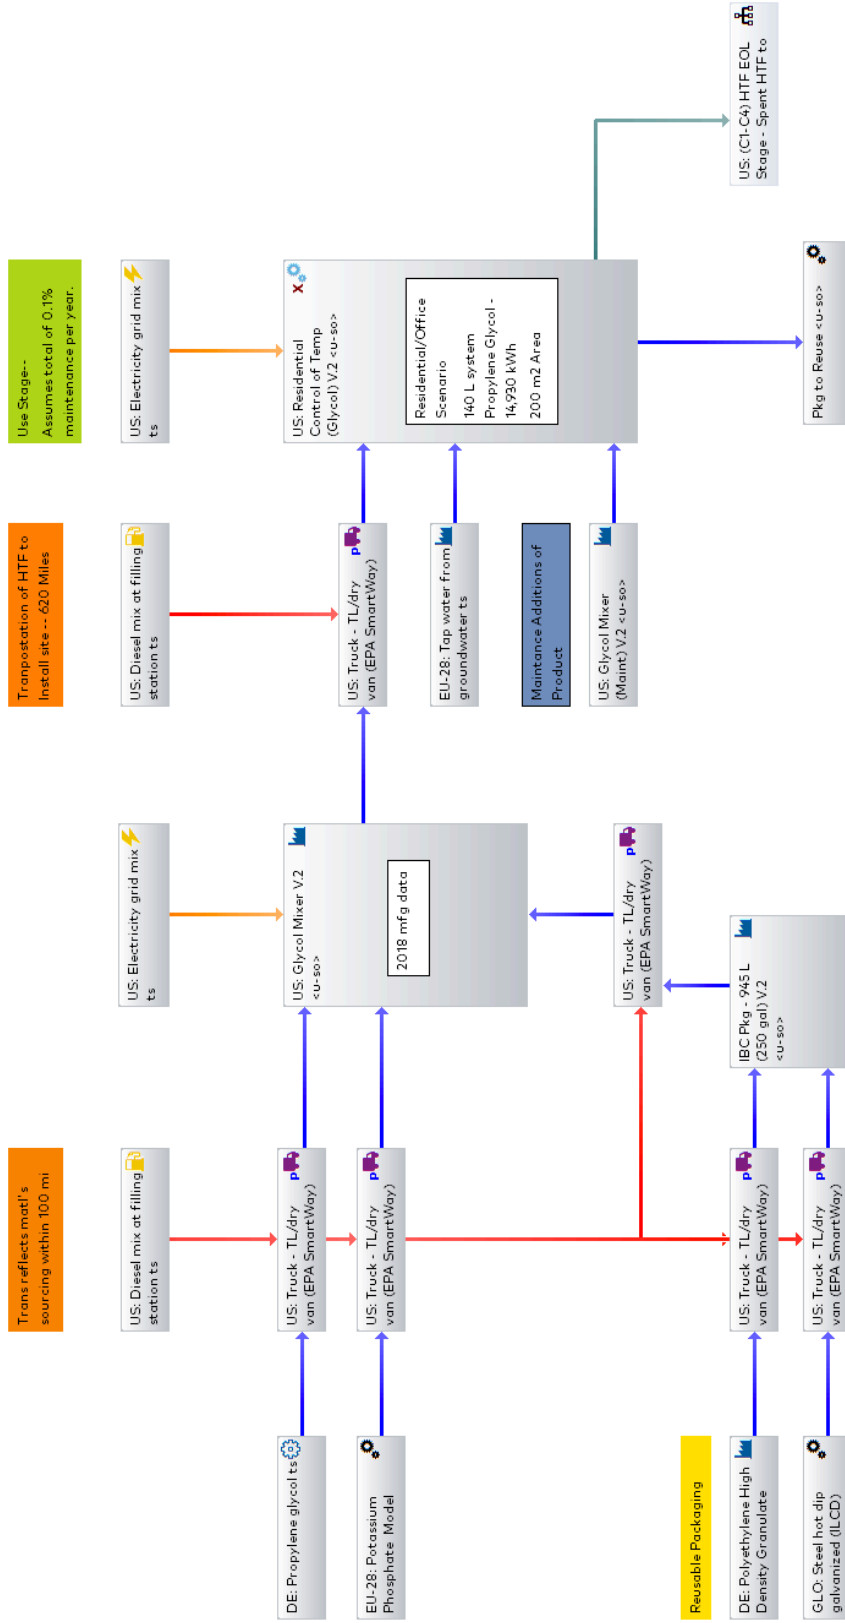 Trans reflects matl's
sourcing within 100 mi
Tranpostation of HTF to
Install site -- 620 Miles
Use Stage--
Assumes total of 0.1%
maintenance per year.
US: Diesel mix at filling
station ts
US: Electricity grid mix
ts
US: Diesel mix at filling
station ts
US: Electricity grid mix
ts
DE: Propylene glycol ts
US: Truck - TL/dry
van (EPA SmartWay)
p
US: Glycol Mixer V.2
<u-so>
2018 mfg data
EU-28: Potassium
Phosphate Model
US: Truck - TL/dry
van (EPA SmartWay)
p
US: Truck - TL/dry
van (EPA SmartWay)
p
EU-28: Tap water from
groundwater ts
Maintance Additions of
Product
US: Glycol Mixer
(Maint) V.2 <u-so>
US: Residential
Control of Temp
(Glycol) V.2 <u-so>
X
Residential/Office
Scenario
140 L system
Propylene Glycol -
14,930 kWh
200 m2 Area
US: Truck - TL/dry
van (EPA SmartWay)
p
Reusable Packaging
DE: Polyethylene High
Density Granulate
US: Truck - TL/dry
van (EPA SmartWay)
p
IBC Pkg - 945 L
(250 gal) V.2
<u-so>
GLO: Steel hot dip
galvanized (ILCD)
US: Truck - TL/dry
van (EPA SmartWay)
p
US: (C1-C4) HTF EOL
Stage - Spent HTF to
Pkg to Reuse <u-so>